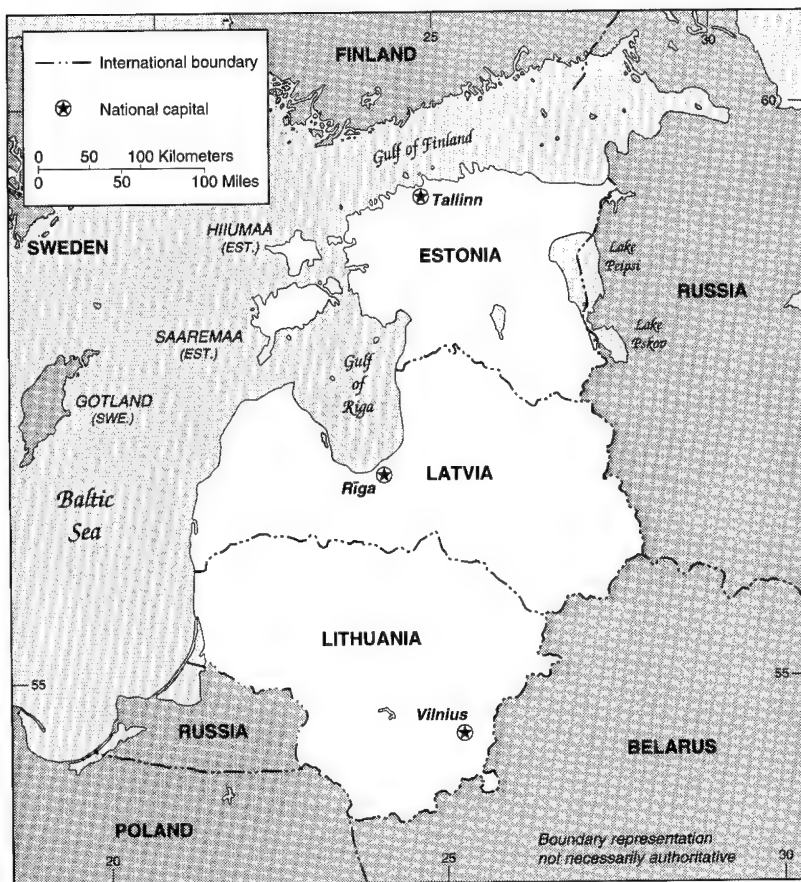 25
30
FINLAND
International boundary
National capital
60
0 50 100 Kilometers
0 50 100 Miles
Gulf of Finland
Tallinn
HIIUMAA
(EST.)
SWEDEN
ESTONIA
Lake
Peipsi
RUSSIA
SAAREMAA
(EST.)
Lake
Pskov
Gulf
of
Riga
GOTLAND
(SWE.)
Rīga
LATVIA
Baltic
Sea
LITHUANIA
55
55
Vilnius
RUSSIA
BELARUS
POLAND
Boundary representation
not necessarily authoritative
20
25
30